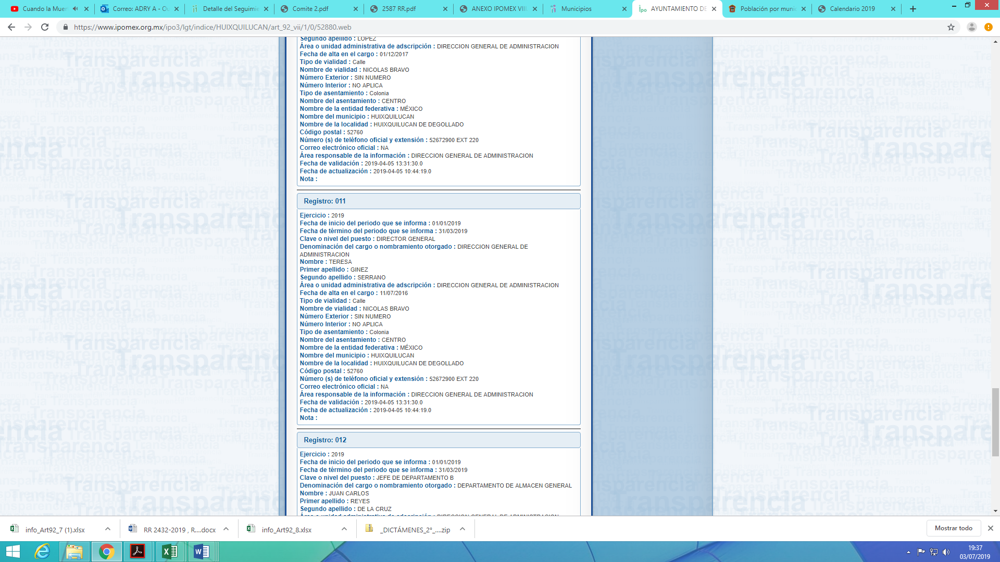 Cuando la Muer
Correo: ADRY A - Ou
Detalle del Seguimie
Comite 2.pdf
2587 RR.pdf
ANEXO IPOMEX VIII
Municipios
ipo AYUNTAMIENTO DE
Población por munic
Calendario 2019
https://www.ipomex.org.mx/ipo3/lgt/indice/HUIXQUILUCAN/art_92_vii/1/0/52880.web
Segundo apellido : LOPEZ
Área o unidad administrativa de adscripción : DIRECCION GENERAL DE ADMINISTRACION
Fecha de alta en el cargo : 01/12/2017
Tipo de vialidad : Calle
Nombre de vialidad : NICOLAS BRAVO
Número Exterior : SIN NUMERO
Número Interior : NO APLICA
Tipo de asentamiento : Colonia
Nombre del asentamiento : CENTRO
Nombre de la entidad federativa : MÉXICO
Nombre del municipio : HUIXQUILUCAN
Nombre de la localidad : HUIXQUILUCAN DE DEGOLLADO
Código postal : 52760
Número (s) de teléfono oficial y extensión : 52672900 EXT 220
Correo electrónico oficial : NA
Área responsable de la información : DIRECCION GENERAL DE ADMINISTRACION
Fecha de validación : 2019-04-05 13:31:30.0
Fecha de actualización : 2019-04-05 10:44:19.0
Nota :
Registro: 011
Ejercicio : 2019
Fecha de inicio del periodo que se informa : 01/01/2019
Fecha de término del periodo que se informa : 31/03/2019
Clave o nivel del puesto : DIRECTOR GENERAL
Denominación del cargo o nombramiento otorgado : DIRECCION GENERAL DE
ADMINISTRACION
Nombre : TERESA
Primer apellido : GINEZ
Segundo apellido : SERRANO
Área o unidad administrativa de adscripción : DIRECCION GENERAL DE ADMINISTRACION
Fecha de alta en el cargo : 11/07/2016
Tipo de vialidad : Calle
Nombre de vialidad : NICOLAS BRAVO
Número Exterior : SIN NUMERO
Número Interior : NO APLICA
Tipo de asentamiento : Colonia
Nombre del asentamiento : CENTRO
Nombre de la entidad federativa : MÉXICO
Nombre del municipio : HUIXQUILUCAN
Nombre de la localidad : HUIXQUILUCAN DE DEGOLLADO
Código postal : 52760
Número (s) de teléfono oficial y extensión : 52672900 EXT 220
Correo electrónico oficial : NA
Área responsable de la información : DIRECCION GENERAL DE ADMINISTRACION
Fecha de validación : 2019-04-05 13:31:30.0
Fecha de actualización : 2019-04-05 10:44:19.0
Nota :
Registro: 012
Ejercicio : 2019
Fecha de inicio del periodo que se informa : 01/01/2019
Fecha de término del periodo que se informa : 31/03/2019
Clave o nivel del puesto : JEFE DE DEPARTAMENTO B
Denominación del cargo o nombramiento otorgado : DEPARTAMENTO DE ALMACEN GENERAL
Nombre : JUAN CARLOS
Primer apellido : REYES
Segundo apellido : DE LA CRUZ
Área o unidad administrativa de adscripción : DIRECCION GENERAL DE ADMINISTRACION
info_Art92_7 (1).xlsx
RR 2432-2019 , R....docx
info_Art92_8.xlsx
_DICTÁMENES_2°_....zip
Mostrar todo
19:37
03/07/2019